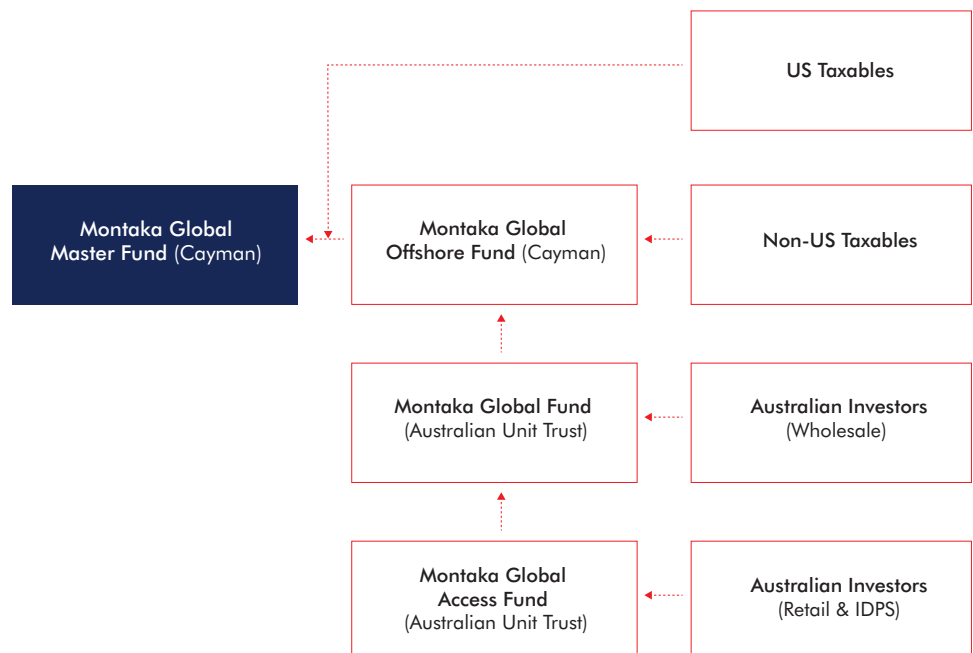 US Taxables
Montaka Global
Master Fund (Cayman)
Montaka Global
Offshore Fund (Cayman)
Non-US Taxables
Montaka Global Fund
(Australian Unit Trust)
Australian Investors
(Wholesale)
Montaka Global
Access Fund
(Australian Unit Trust)
Australian Investors
(Retail & IDPS)